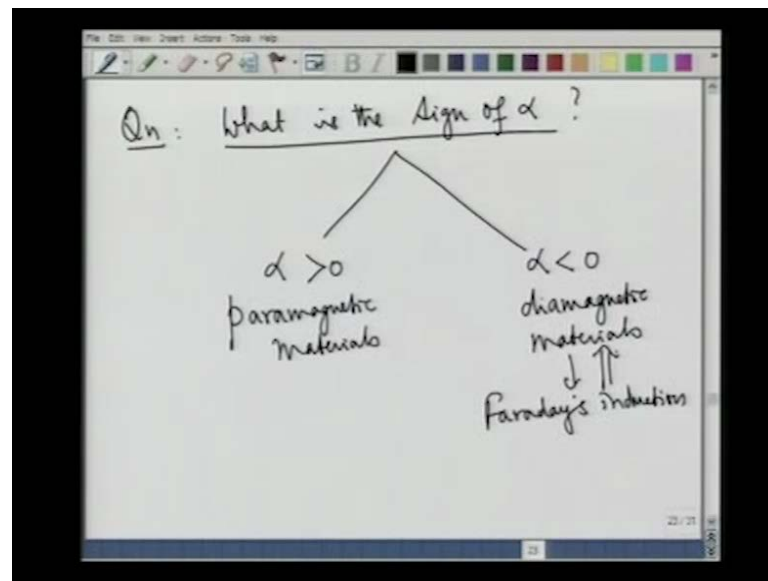 File Edit View Insert Actions Tools Help
B I
Qn: What is the Sign of α ?
α >0
α < 0
paramagnetic
Materials
diamagnetic
Materials
↓ ⇑
Faraday's induction
23/31
23